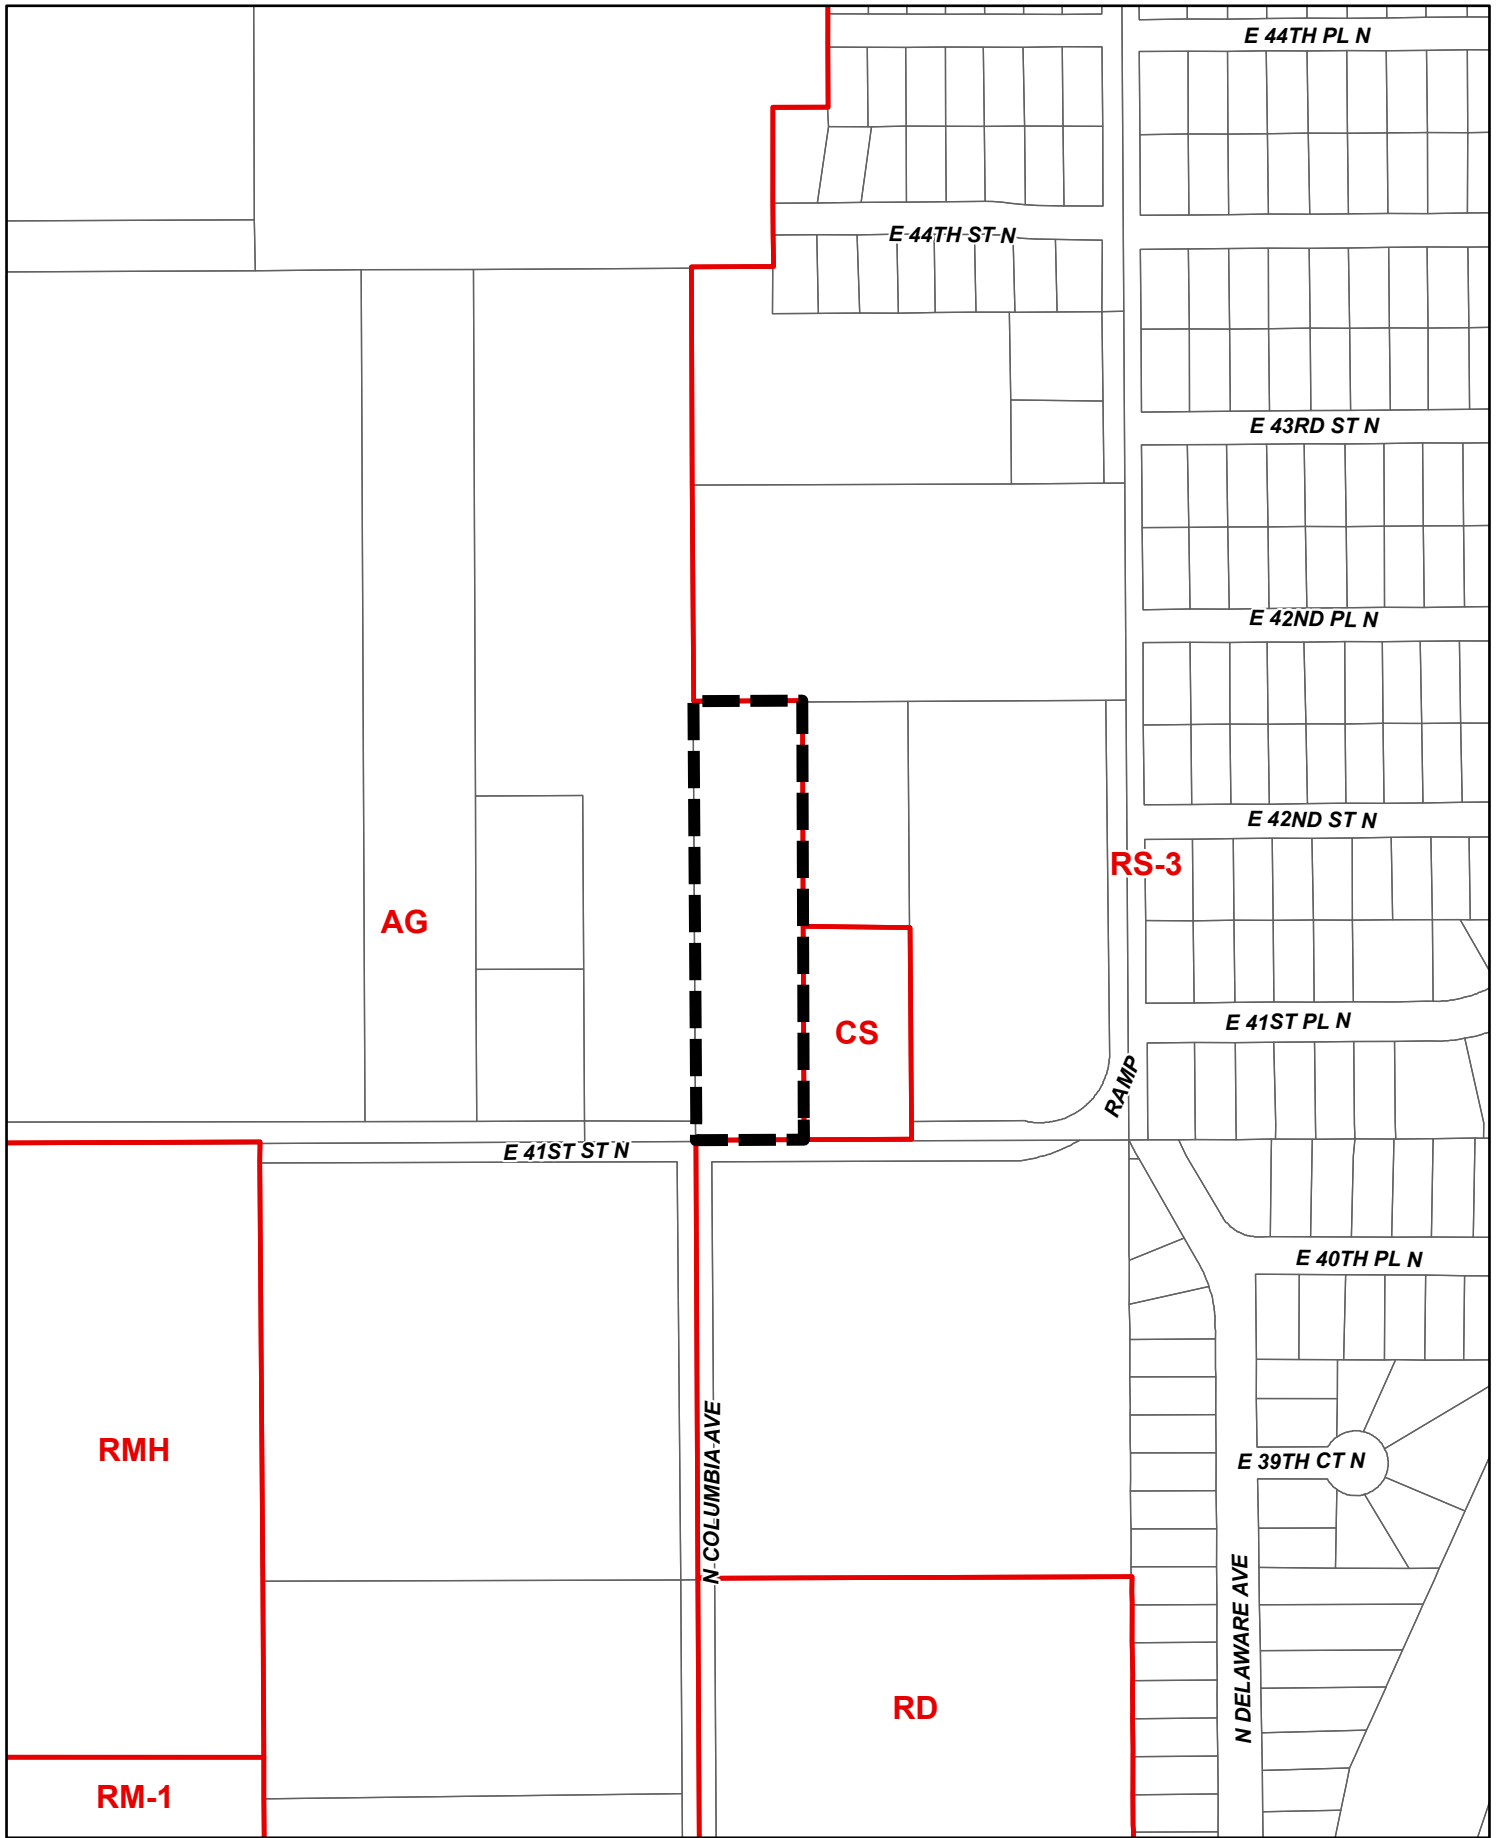 E 44TH PL N
E 44TH ST N
E 43RD ST N
E 42ND PL N
E 42ND ST N
RS-3
AG
E 41ST PL N
CS
RAMP
E 41ST ST N
E 40TH PL N
RMH
N COLUMBIA AVE
E 39TH CT N
N DELAWARE AVE
RD
RM-1